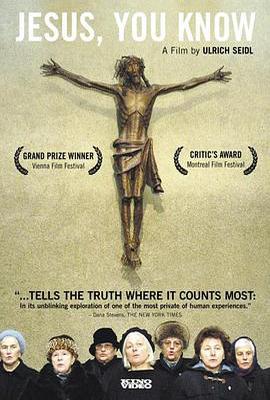 JESUS, YOU KNOW
A Film by ULRICH SEIDL
GRAND PRIZE WINNER
Vienna Film Festival
CRITIC'S AWARD
Montreal Film Festival
“...TELLS THE TRUTH WHERE IT COUNTS MOST:
In its unblinking exploration of one of the most private of human experiences.”
– Dana Stevens, THE NEW YORK TIMES
KINO
VIDEO